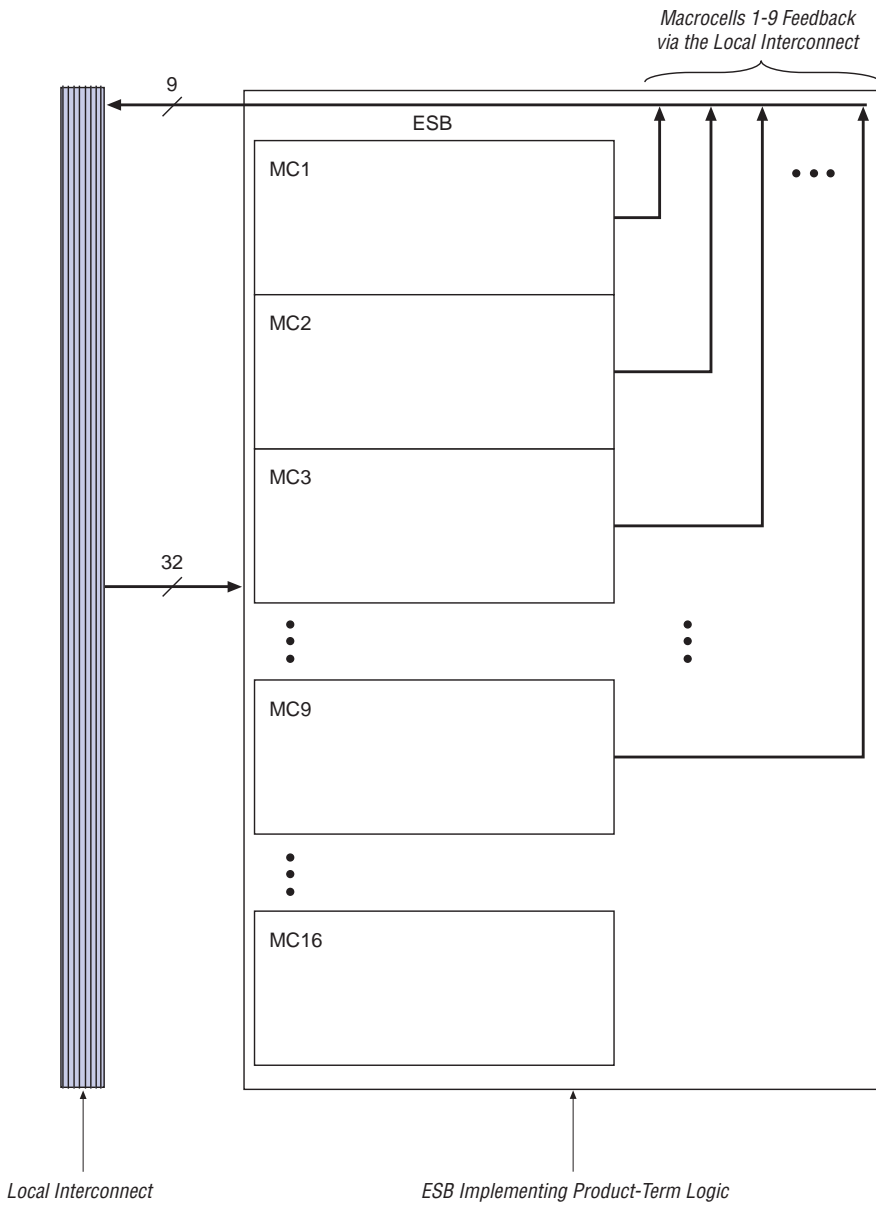 Macrocells 1-9 Feedback
via the Local Interconnect
9
ESB
MC1
MC2
MC3
32
MC9
MC16
Local Interconnect
ESB Implementing Product-Term Logic